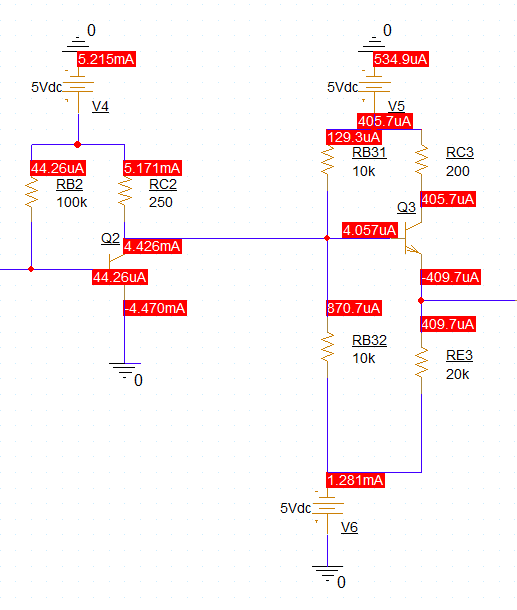 0
5.215mA
5Vdc
V4
44.26uA
5.171mA
RB2
100k
RC2
250
Q2
4.426mA
44.26uA
-4.470mA
0
0
534.9uA
5Vdc
V5
405.7uA
129.3uA
RB31
10k
RC3
200
405.7uA
Q3
4.057uA
-409.7uA
870.7uA
409.7uA
RB32
10k
RE3
20k
1.281mA
5Vdc
V6
0